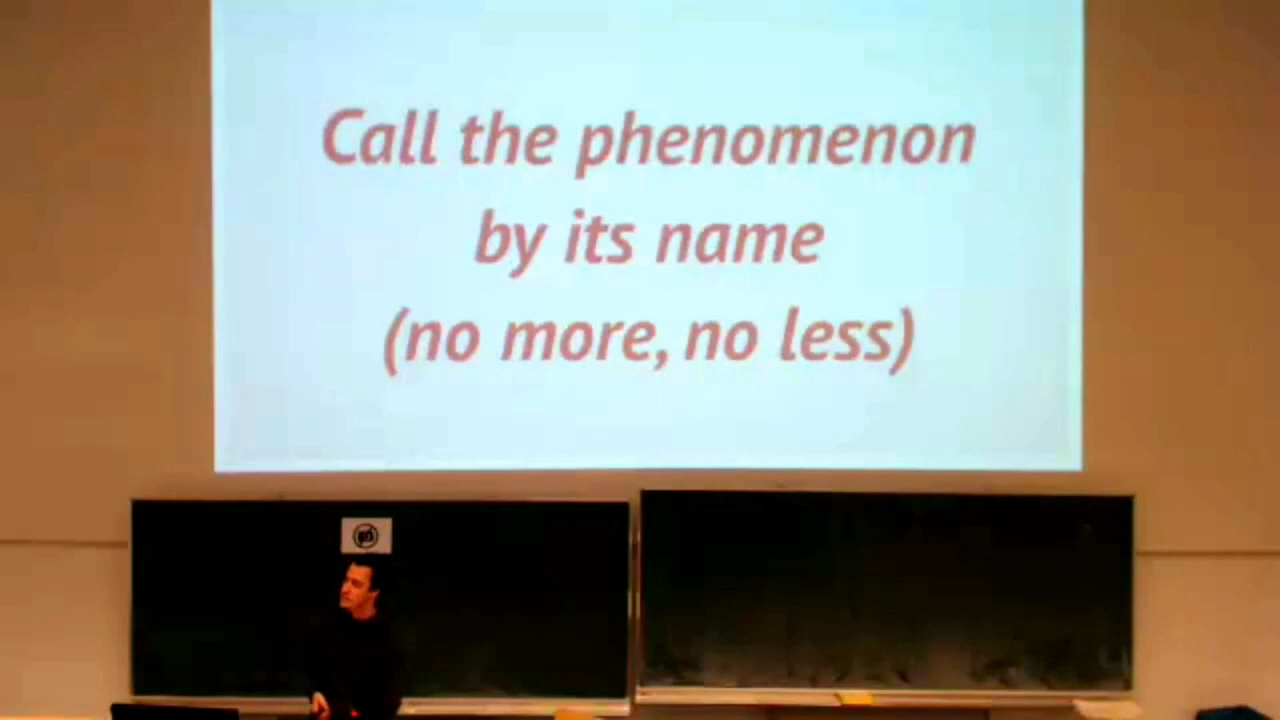 Call the phenomenon
by its name
(no more, no less)